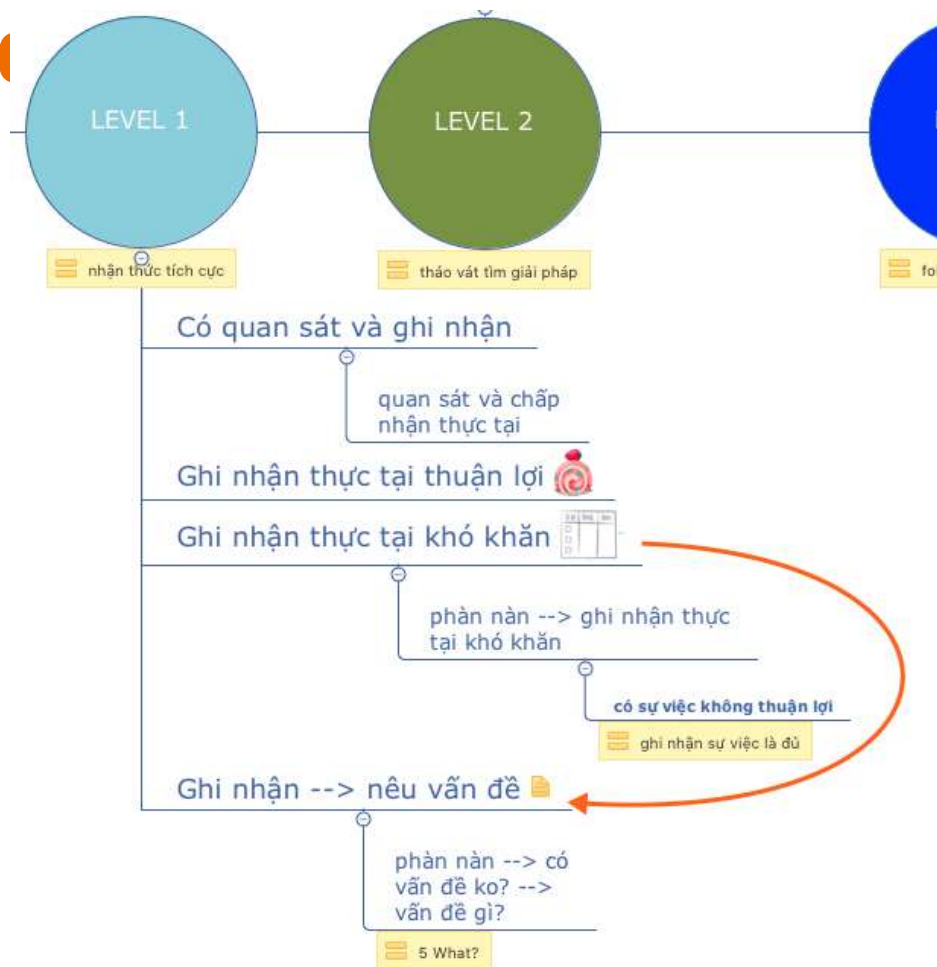 LEVEL 1
LEVEL 2
nhận thức tích cực
tháo vát tìm giải pháp
Có quan sát và ghi nhận
quan sát và chấp
nhận thực tại
Ghi nhận thực tại thuận lợi
Ghi nhận thực tại khó khăn
phàn nàn --> ghi nhận thực
tại khó khăn
có sự việc không thuận lợi
ghi nhận sự việc là đủ
Ghi nhận --> nêu vấn đề
phàn nàn --> có
vấn đề ko? -->
vấn đề gì?
5 What?